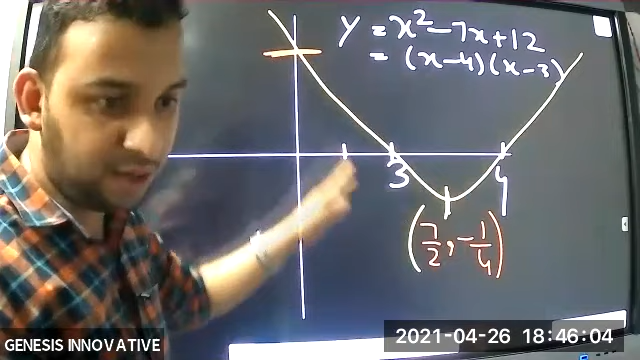 y = x² - 7x + 12
= (x-4)(x-3)
3
4
(7/2, -1/4)
GENESIS INNOVATIVE
2021-04-26 18:46:04